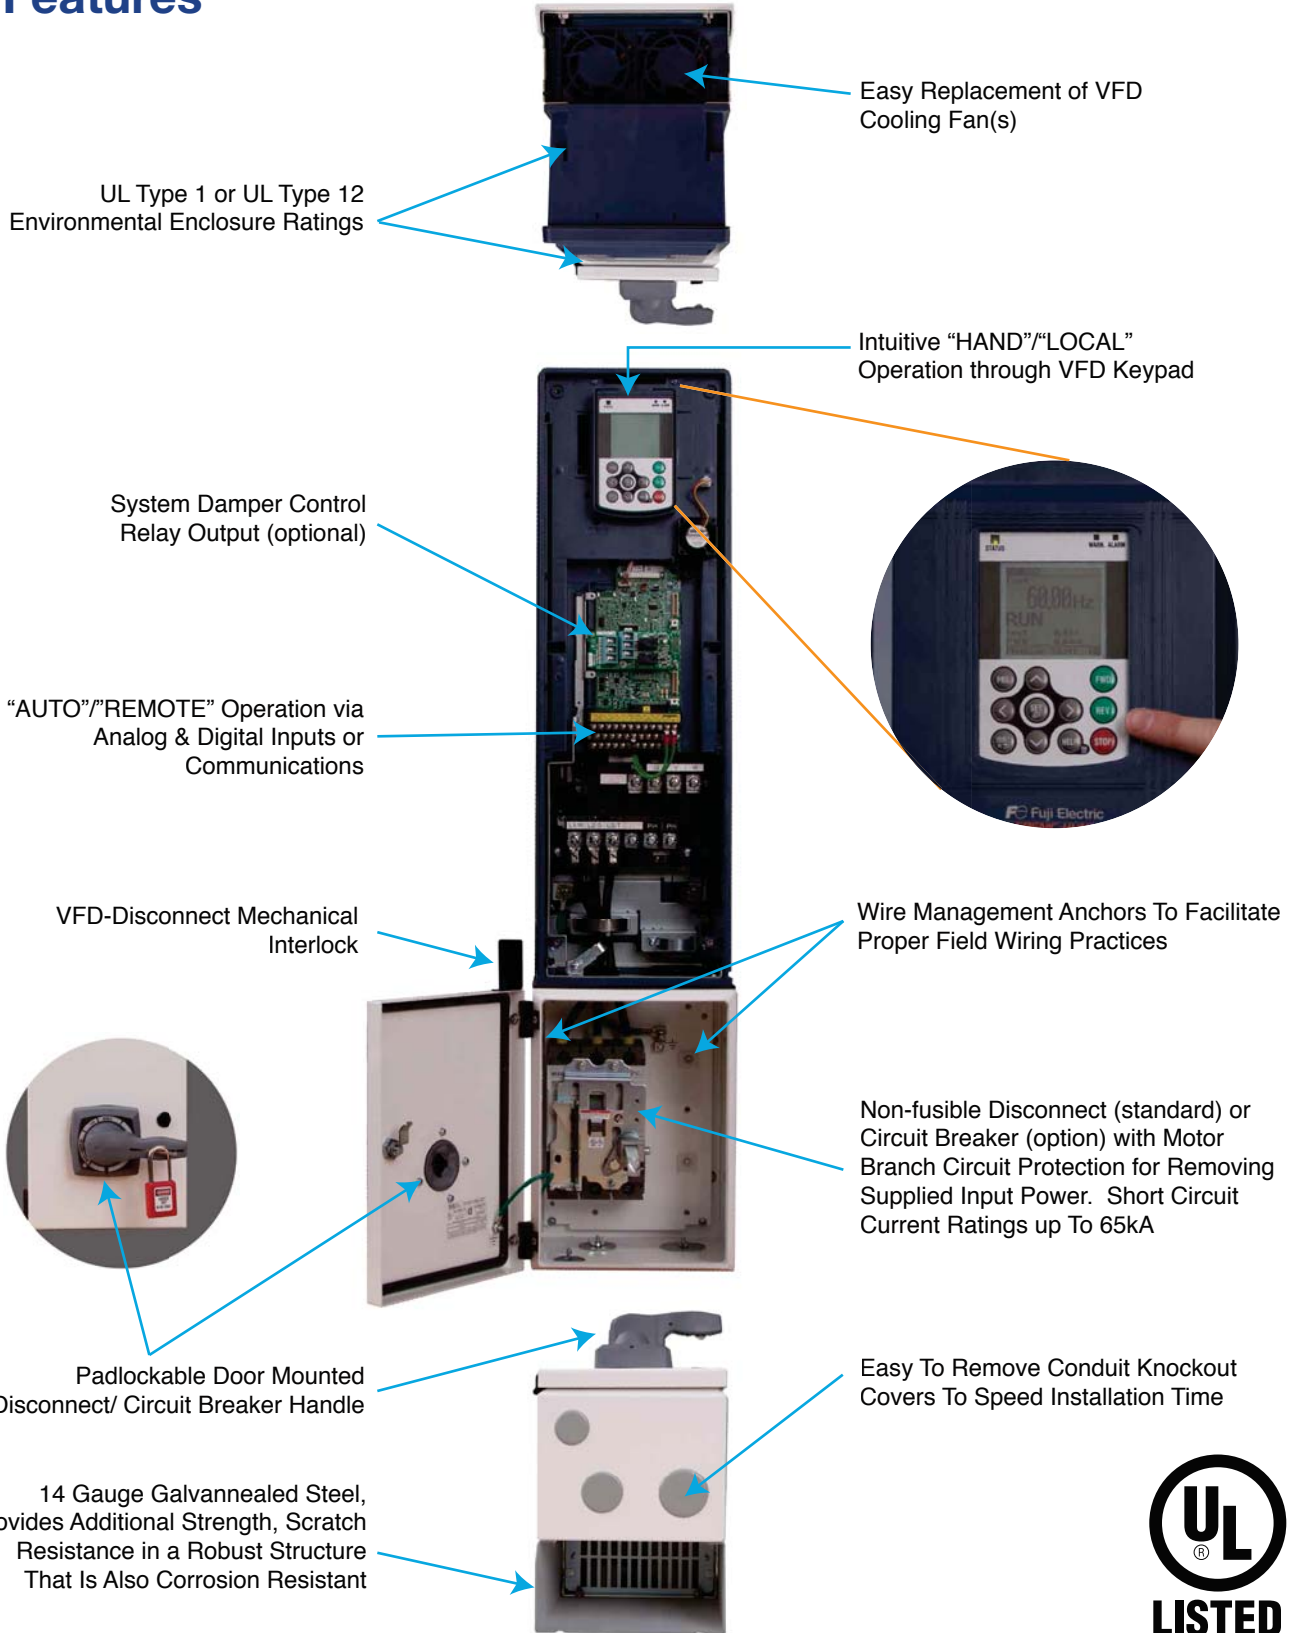 Features
Easy Replacement of VFD
Cooling Fan(s)
UL Type 1 or UL Type 12
Environmental Enclosure Ratings
Intuitive “HAND”/“LOCAL”
Operation through VFD Keypad
System Damper Control
Relay Output (optional)
STATUS
WARN. ALARM
60.00Hz
RUN
FWD
REV
STOP
Fuji Electric
“AUTO”/”REMOTE” Operation via
Analog & Digital Inputs or
Communications
VFD-Disconnect Mechanical
Interlock
Wire Management Anchors To Facilitate
Proper Field Wiring Practices
Non-fusible Disconnect (standard) or
Circuit Breaker (option) with Motor
Branch Circuit Protection for Removing
Supplied Input Power.  Short Circuit
Current Ratings up To 65kA
Padlockable Door Mounted
Disconnect/ Circuit Breaker Handle
Easy To Remove Conduit Knockout
Covers To Speed Installation Time
14 Gauge Galvannealed Steel,
ovides Additional Strength, Scratch
Resistance in a Robust Structure
That Is Also Corrosion Resistant
UL
®
LISTED